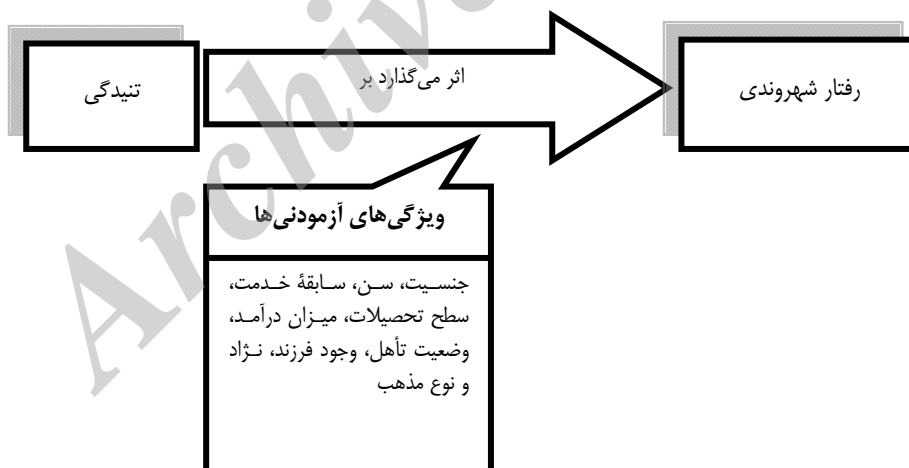 رفتار شهروندی
اثر می‌گذارد بر
تنیدگی
ویژگی‌های آزمودنی‌ها
جنسیت، سن، سابقهٔ خدمت،
سطح تحصیلات، میزان درآمد،
وضعیت تأهل، وجود فرزند، نژاد
و نوع مذهب
Archive